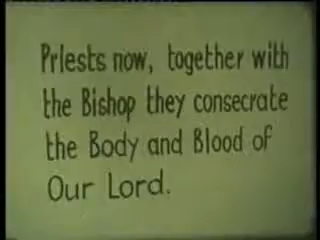 Priests now, together with
the Bishop they consecrate
the Body and Blood of
Our Lord.